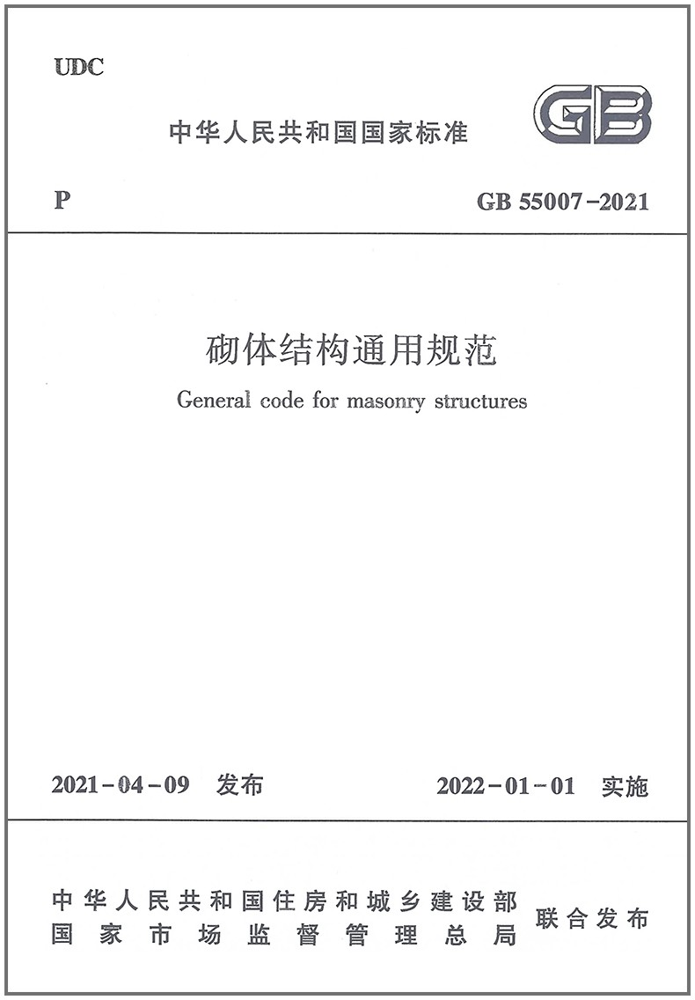 UDC
中华人民共和国国家标准
GB
P
GB 55007-2021
砌体结构通用规范
General code for masonry structures
2021-04-09 发布
2022-01-01 实施
中华人民共和国住房和城乡建设部
国家市场监督管理总局
联合发布